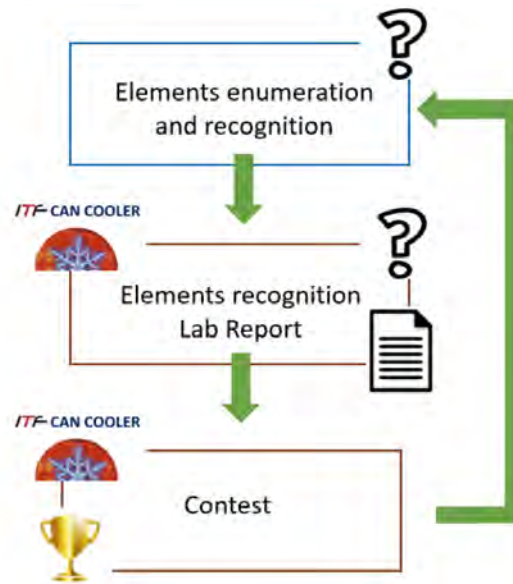 Elements enumeration
and recognition
ITF CAN COOLER
Elements recognition
Lab Report
ITF CAN COOLER
Contest